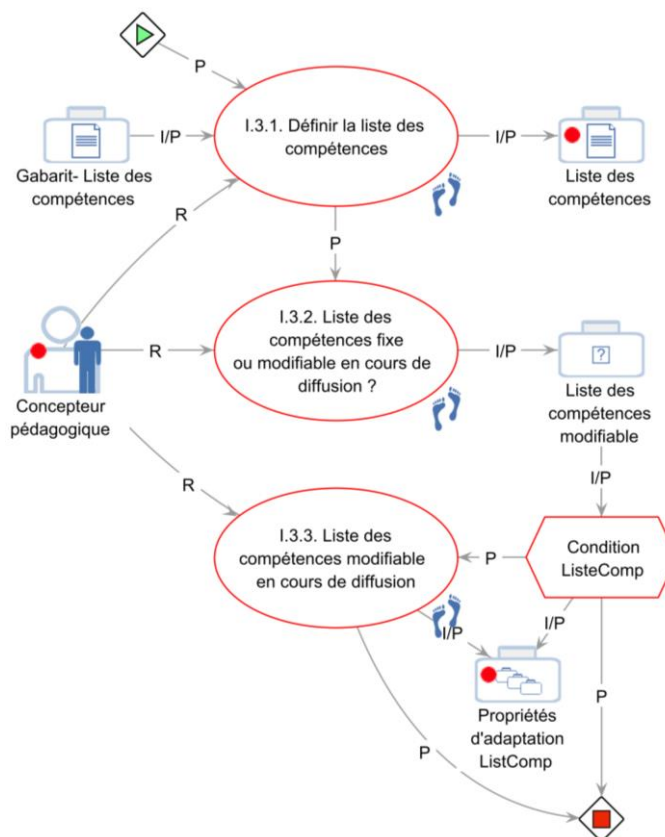 P
I.3.1. Définir la liste des
compétences
I/P
I/P
Gabarit- Liste des
compétences
Liste des
compétences
R
P
I.3.2. Liste des
compétences fixe
ou modifiable en cours de
diffusion ?
R
I/P
?
Concepteur
pédagogique
Liste des
compétences
modifiable
I/P
R
I.3.3. Liste des
compétences modifiable
en cours de diffusion
P
Condition
ListeComp
I/P
I/P
Propriétés
d'adaptation
ListComp
P
P